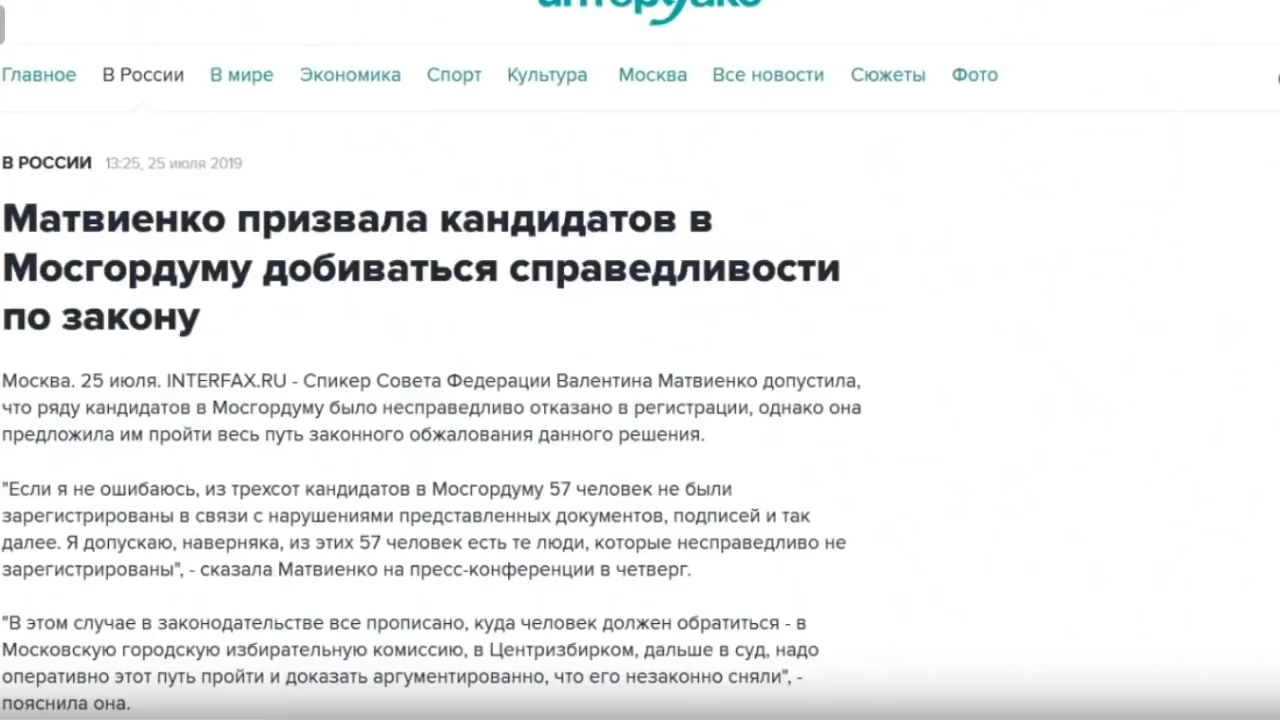 интерфакс
Главное В России В мире Экономика Спорт Культура Москва Все новости Сюжеты Фото
В РОССИИ 13:25, 25 июля 2019
Матвиенко призвала кандидатов в
Мосгордуму добиваться справедливости
по закону
Москва. 25 июля. INTERFAX.RU - Спикер Совета Федерации Валентина Матвиенко допустила,
что ряду кандидатов в Мосгордуму было несправедливо отказано в регистрации, однако она
предложила им пройти весь путь законного обжалования данного решения.
"Если я не ошибаюсь, из трехсот кандидатов в Мосгордуму 57 человек не были
зарегистрированы в связи с нарушениями представленных документов, подписей и так
далее. Я допускаю, наверняка, из этих 57 человек есть те люди, которые несправедливо не
зарегистрированы", - сказала Матвиенко на пресс-конференции в четверг.
"В этом случае в законодательстве все прописано, куда человек должен обратиться - в
Московскую городскую избирательную комиссию, в Центризбирком, дальше в суд, надо
оперативно этот путь пройти и доказать аргументированно, что его незаконно сняли", -
пояснила она.